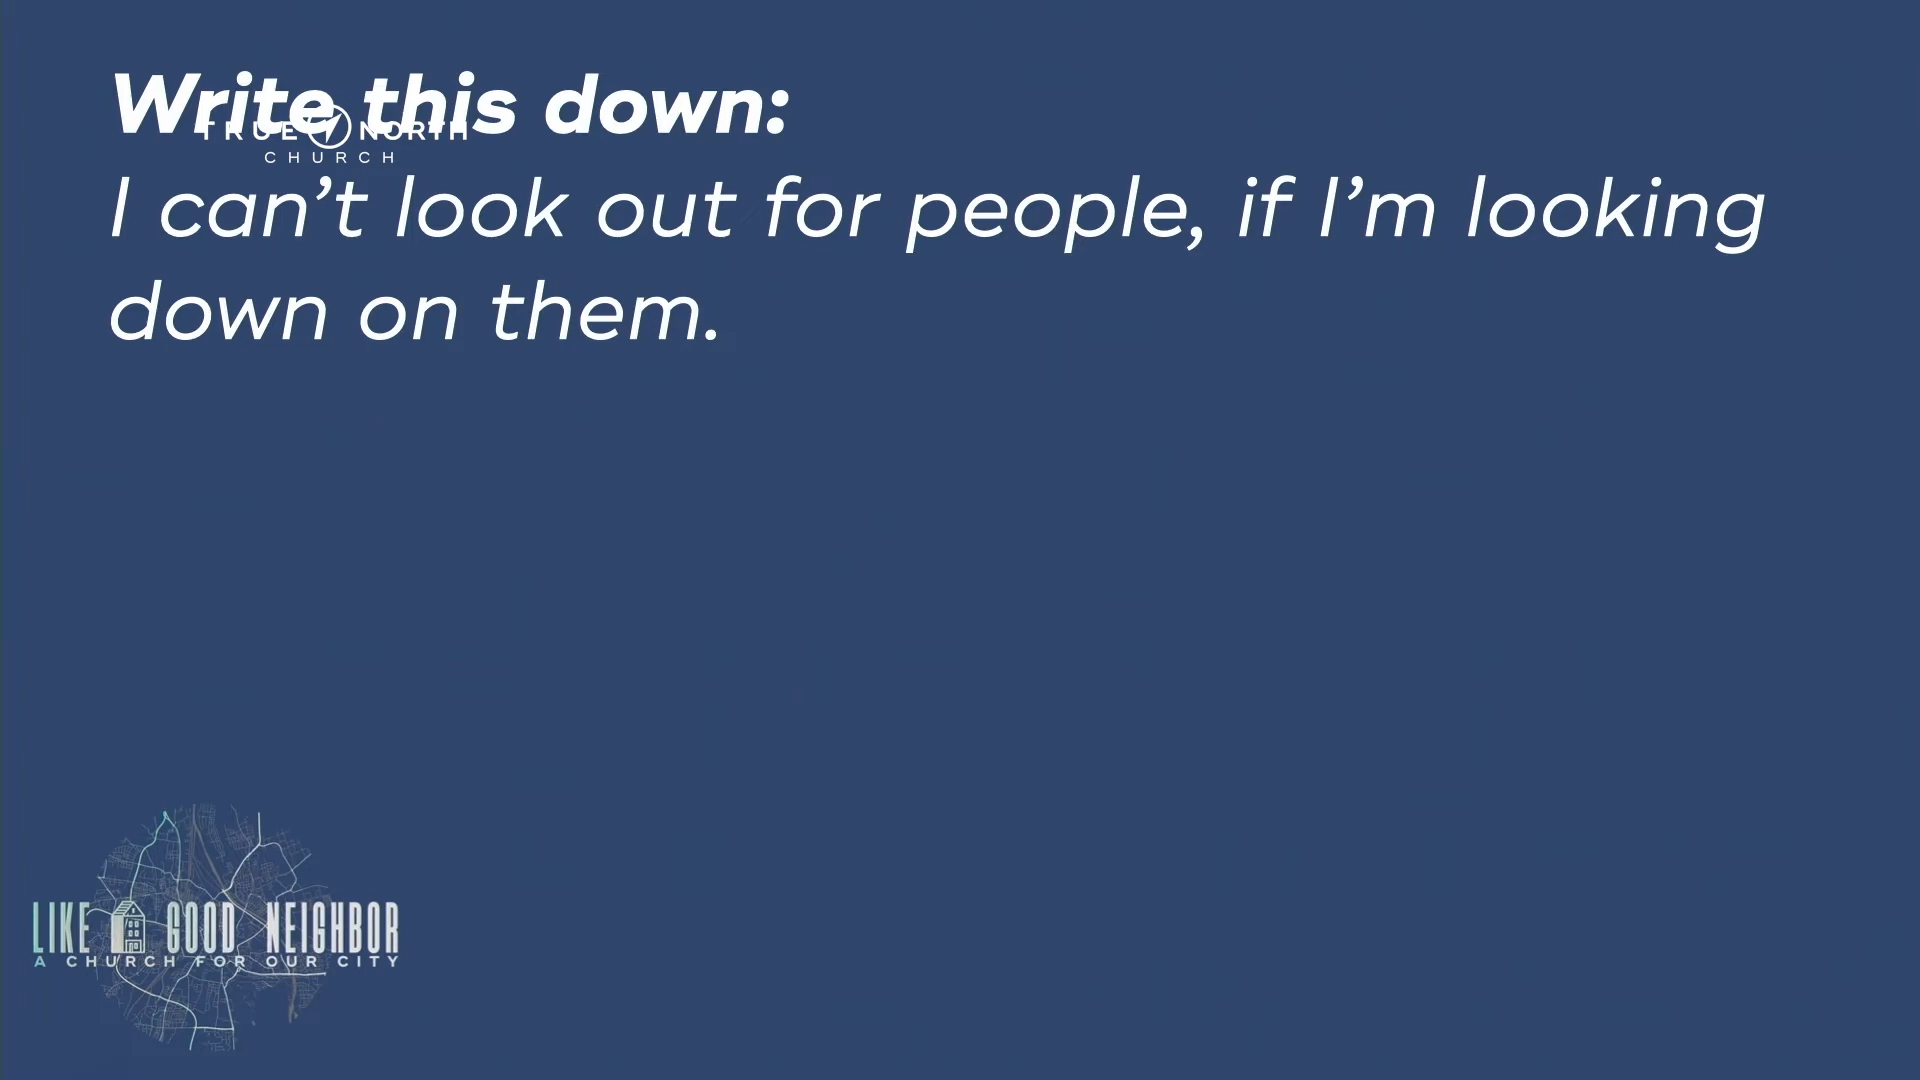 Write this down:
TRUE NORTH
CHURCH
I can’t look out for people, if I’m looking
down on them.
LIKE GOOD NEIGHBOR
A CHURCH FOR OUR CITY